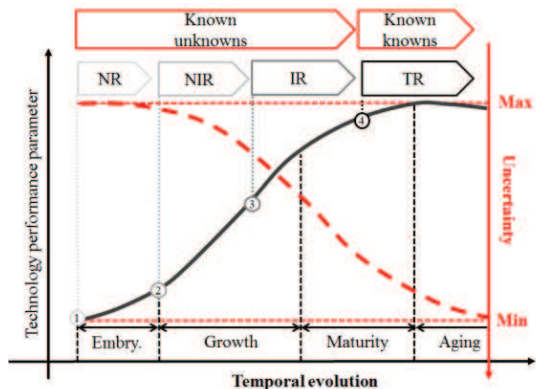 Known
unknowns
Known
knowns
NR
NIR
IR
TR
Technology performance parameter
Max
Uncertainty
Min
4
3
2
1
Embry.
Growth
Maturity
Aging
Temporal evolution